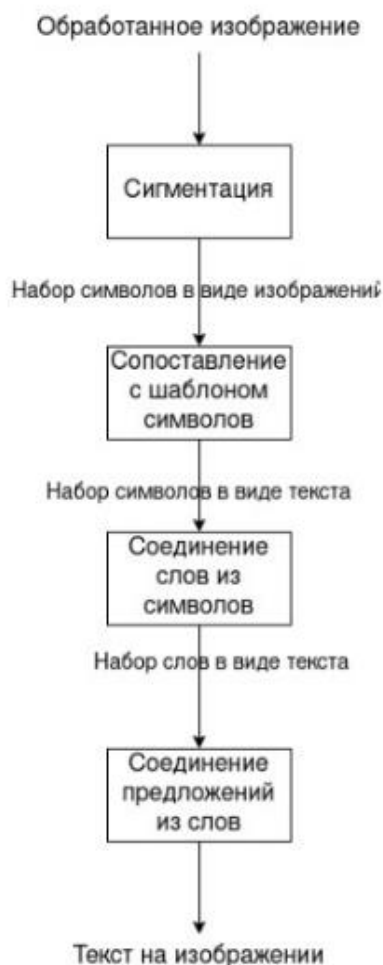 Обработанное изображение
Сигментация
Набор символов в виде изображений
Сопоставление
с шаблоном
символов
Набор символов в виде текста
Соединение
слов из
символов
Набор слов в виде текста
Соединение
предложений
из слов
Текст на изображении